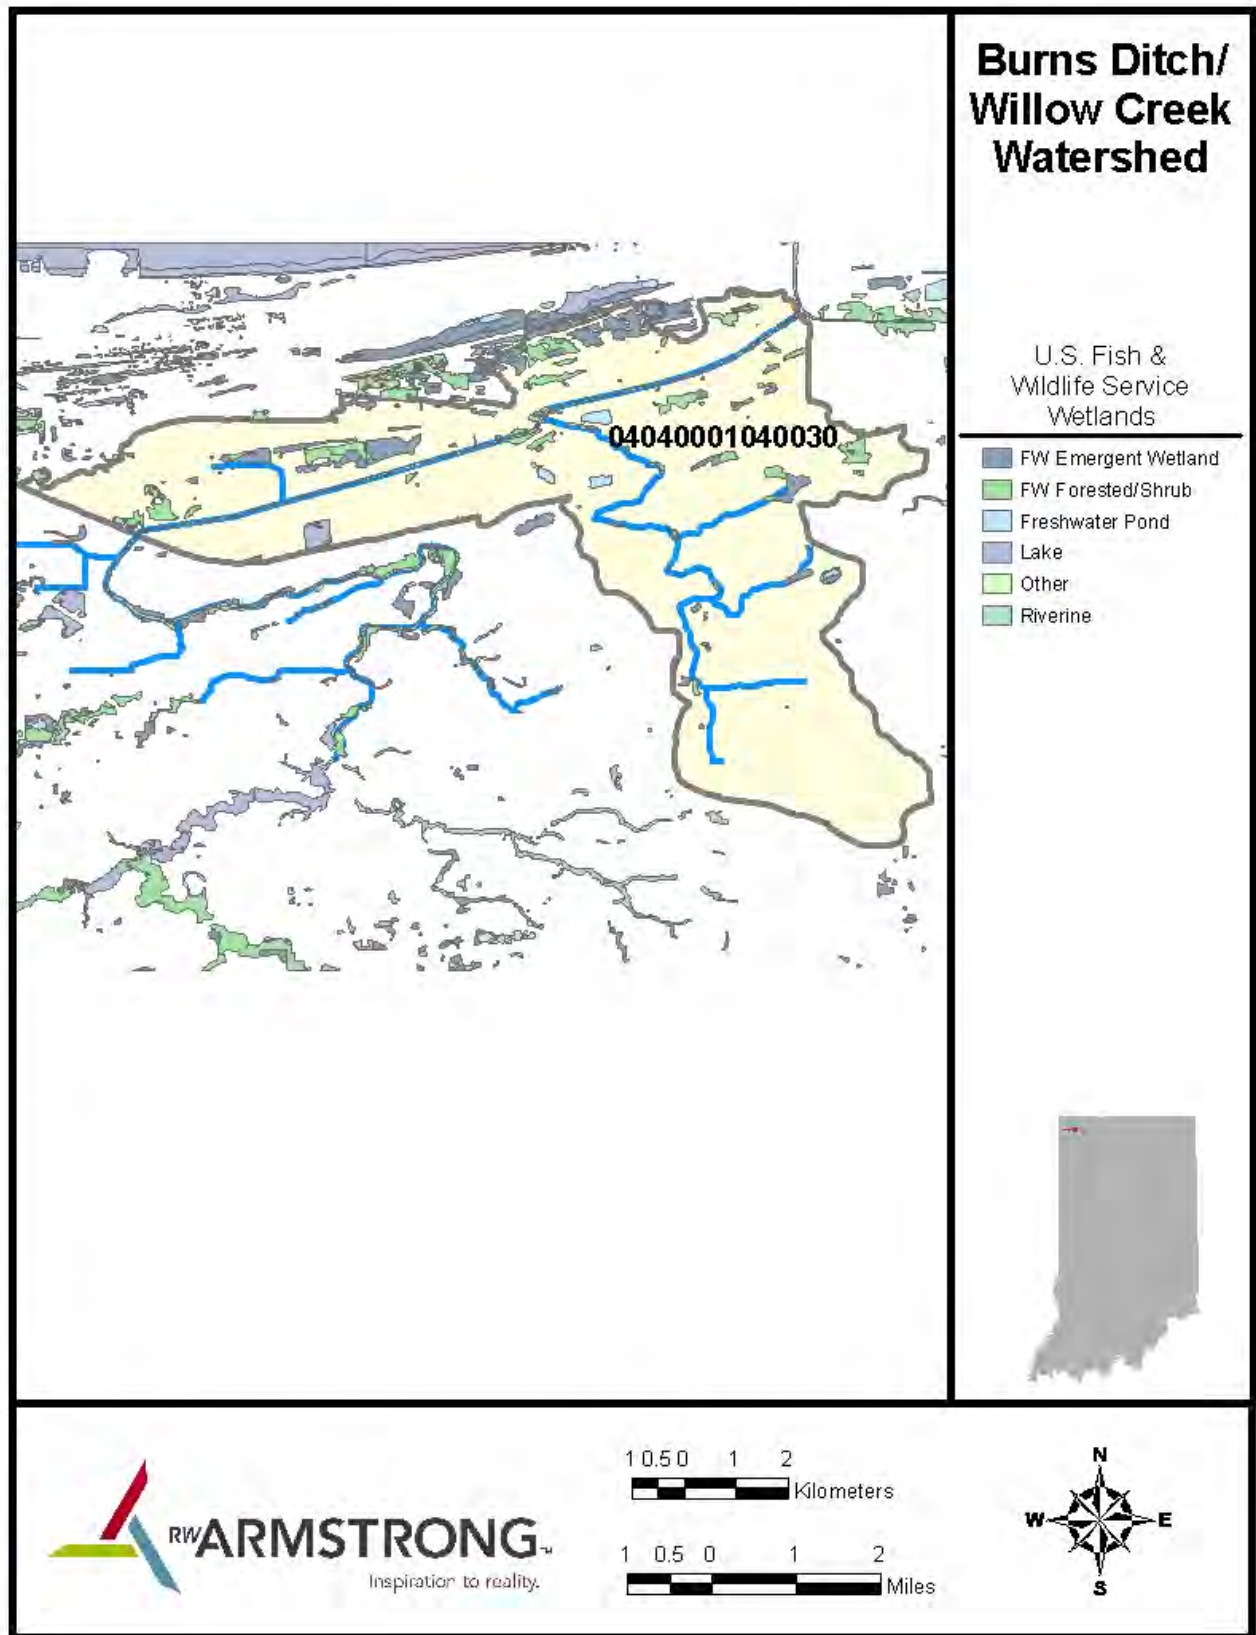 Burns Ditch/
Willow Creek
Watershed
U.S. Fish &
Wildlife Service
Wetlands
FW Emergent Wetland
FW Forested/Shrub
Freshwater Pond
Lake
Other
Riverine
04040001040030
RWARMSTRONG™
Inspiration to reality.
1 0.5 0 1 2
Kilometers
1 0.5 0 1 2
Miles
N
W E
S